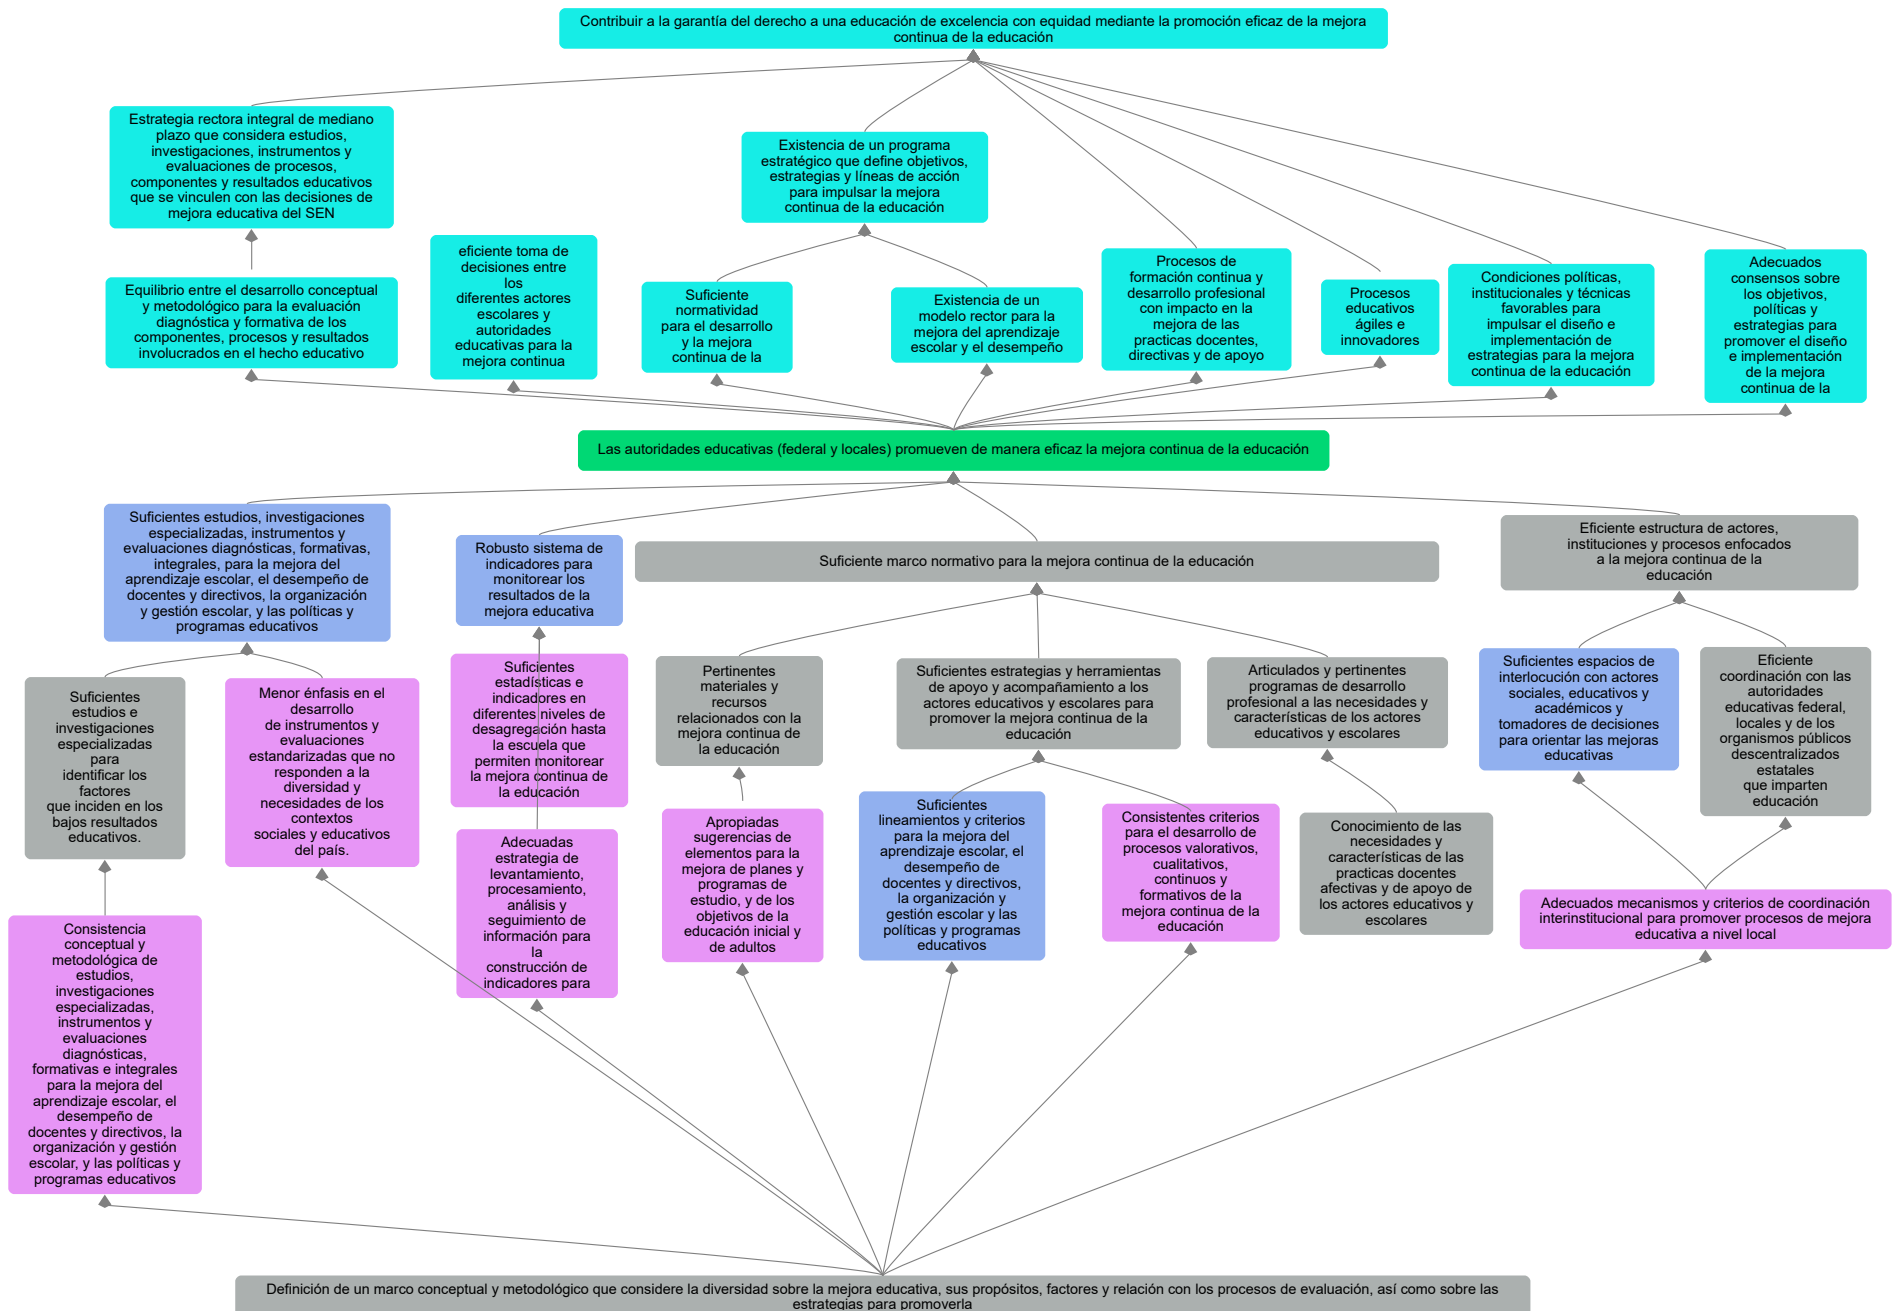 Contribuir a la garantía del derecho a una educación de excelencia con equidad mediante la promoción eficaz de la mejora
continua de la educación
Estrategia rectora integral de mediano
plazo que considera estudios,
investigaciones, instrumentos y
evaluaciones de procesos,
componentes y resultados educativos
que se vinculen con las decisiones de
mejora educativa del SEN
Existencia de un programa
estratégico que define objetivos,
estrategias y líneas de acción
para impulsar la mejora
continua de la educación
Equilibrio entre el desarrollo conceptual
y metodológico para la evaluación
diagnóstica y formativa de los
componentes, procesos y resultados
involucrados en el hecho educativo
eficiente toma de
decisiones entre
los
diferentes actores
escolares y
autoridades
educativas para la
mejora continua
Suficiente
normatividad
para el desarrollo
y la mejora
continua de la
Existencia de un
modelo rector para la
mejora del aprendizaje
escolar y el desempeño
Procesos de
formación continua y
desarrollo profesional
con impacto en la
mejora de las
practicas docentes,
directivas y de apoyo
Procesos
educativos
ágiles e
innovadores
Condiciones políticas,
institucionales y técnicas
favorables para
impulsar el diseño e
implementación de
estrategias para la mejora
continua de la educación
Adecuados
consensos sobre
los objetivos,
políticas y
estrategias para
promover el diseño
e implementación
de la mejora
continua de la
Las autoridades educativas (federal y locales) promueven de manera eficaz la mejora continua de la educación
Suficientes estudios, investigaciones
especializadas, instrumentos y
evaluaciones diagnósticas, formativas,
integrales, para la mejora del
aprendizaje escolar, el desempeño de
docentes y directivos, la organización
y gestión escolar, y las políticas y
programas educativos
Robusto sistema de
indicadores para
monitorear los
resultados de la
mejora educativa
Suficiente marco normativo para la mejora continua de la educación
Eficiente estructura de actores,
instituciones y procesos enfocados
a la mejora continua de la
educación
Suficientes
estudios e
investigaciones
especializadas
para
identificar los
factores
que inciden en los
bajos resultados
educativos.
Menor énfasis en el
desarrollo
de instrumentos y
evaluaciones
estandarizadas que no
responden a la
diversidad y
necesidades de los
contextos
sociales y educativos
del país.
Suficientes
estadísticas e
indicadores en
diferentes niveles de
desagregación hasta
la escuela que
permiten monitorear
la mejora continua de
la educación
Pertinentes
materiales y
recursos
relacionados con la
mejora continua de
la educación
Suficientes estrategias y herramientas
de apoyo y acompañamiento a los
actores educativos y escolares para
promover la mejora continua de la
educación
Articulados y pertinentes
programas de desarrollo
profesional a las necesidades y
características de los actores
educativos y escolares
Suficientes espacios de
interlocución con actores
sociales, educativos y
académicos y
tomadores de decisiones
para orientar las mejoras
educativas
Eficiente
coordinación con las
autoridades
educativas federal,
locales y de los
organismos públicos
descentralizados
estatales
que imparten
educación
Adecuadas
estrategia de
levantamiento,
procesamiento,
análisis y
seguimiento de
información para
la
construcción de
indicadores para
Apropiadas
sugerencias de
elementos para la
mejora de planes y
programas de
estudio, y de los
objetivos de la
educación inicial y
de adultos
Suficientes
lineamientos y criterios
para la mejora del
aprendizaje escolar, el
desempeño de
docentes y directivos,
la organización y
gestión escolar y las
políticas y programas
educativos
Consistentes criterios
para el desarrollo de
procesos valorativos,
cualitativos,
continuos y
formativos de la
mejora continua de la
educación
Conocimiento de las
necesidades y
características de las
practicas docentes
afectivas y de apoyo de
los actores educativos y
escolares
Adecuados mecanismos y criterios de coordinación
interinstitucional para promover procesos de mejora
educativa a nivel local
Consistencia
conceptual y
metodológica de
estudios,
investigaciones
especializadas,
instrumentos y
evaluaciones
diagnósticas,
formativas e integrales
para la mejora del
aprendizaje escolar, el
desempeño de
docentes y directivos, la
organización y gestión
escolar, y las políticas y
programas educativos
Definición de un marco conceptual y metodológico que considere la diversidad sobre la mejora educativa, sus propósitos, factores y relación con los procesos de evaluación, así como sobre las
estrategias para promoverla